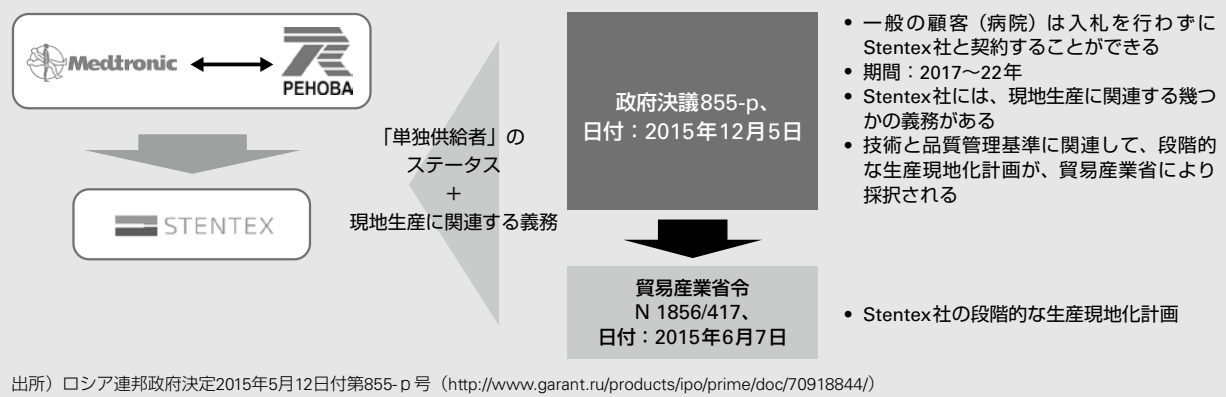 Medtronic
РЕНОВА
STENTEX
「単独供給者」の
ステータス
+
現地生産に関連する義務
政府決議855-p、
日付：2015年12月5日
貿易産業省令
N 1856/417、
日付：2015年6月7日
• 一般の顧客（病院）は入札を行わずに
Stentex社と契約することができる
• 期間：2017～22年
• Stentex社には、現地生産に関連する幾つ
かの義務がある
• 技術と品質管理基準に関連して、段階的
な生産現地化計画が、貿易産業省により
採択される
• Stentex社の段階的な生産現地化計画
出所）ロシア連邦政府決定2015年5月12日付第855-ｐ号（http://www.garant.ru/products/ipo/prime/doc/70918844/）